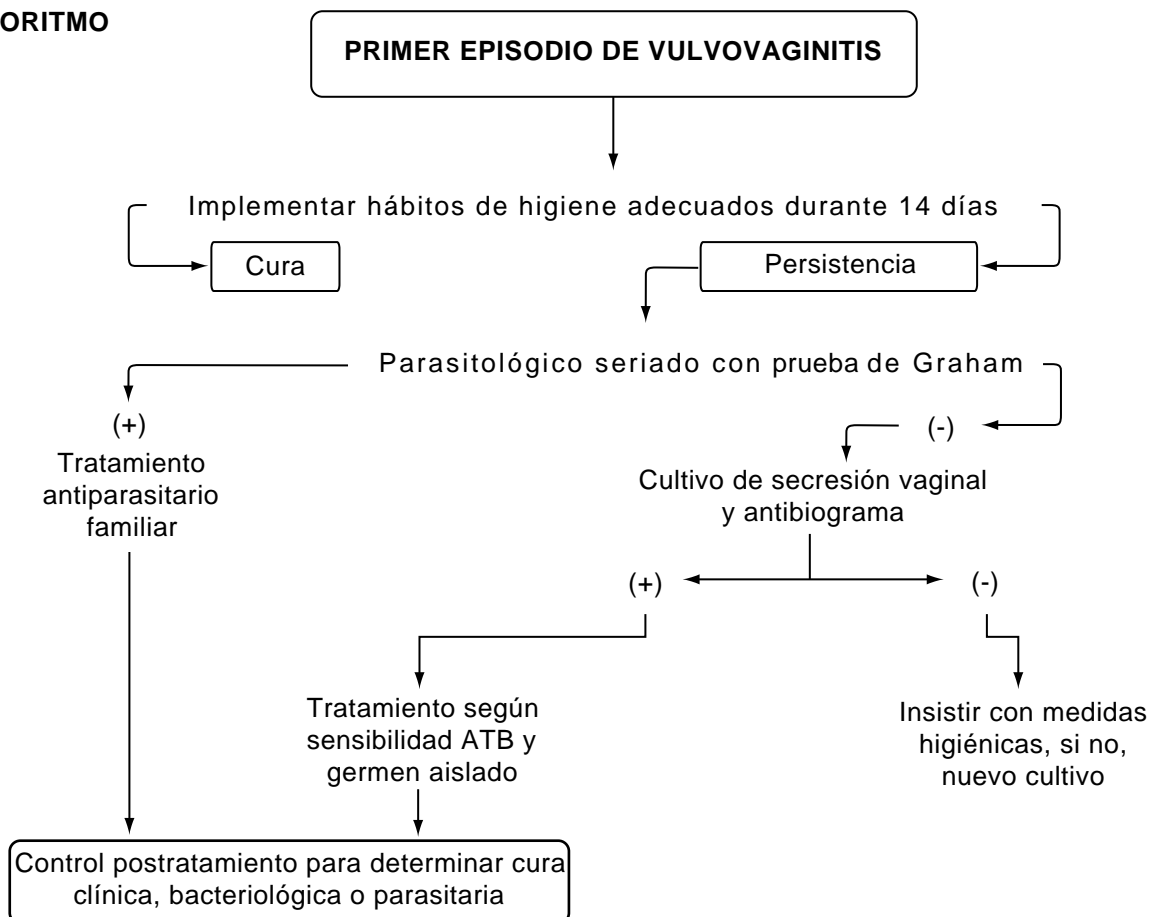 ORITMO
PRIMER EPISODIO DE VULVOVAGINITIS
Implementar hábitos de higiene adecuados durante 14 días
Cura
Persistencia
Parasitológico seriado con prueba de Graham
(+)
Tratamiento
antiparasitario
familiar
(-)
Cultivo de secresión vaginal
y antibiograma
(+)
(-)
Tratamiento según
sensibilidad ATB y
germen aislado
Insistir con medidas
higiénicas, si no,
nuevo cultivo
Control postratamiento para determinar cura
clínica, bacteriológica o parasitaria